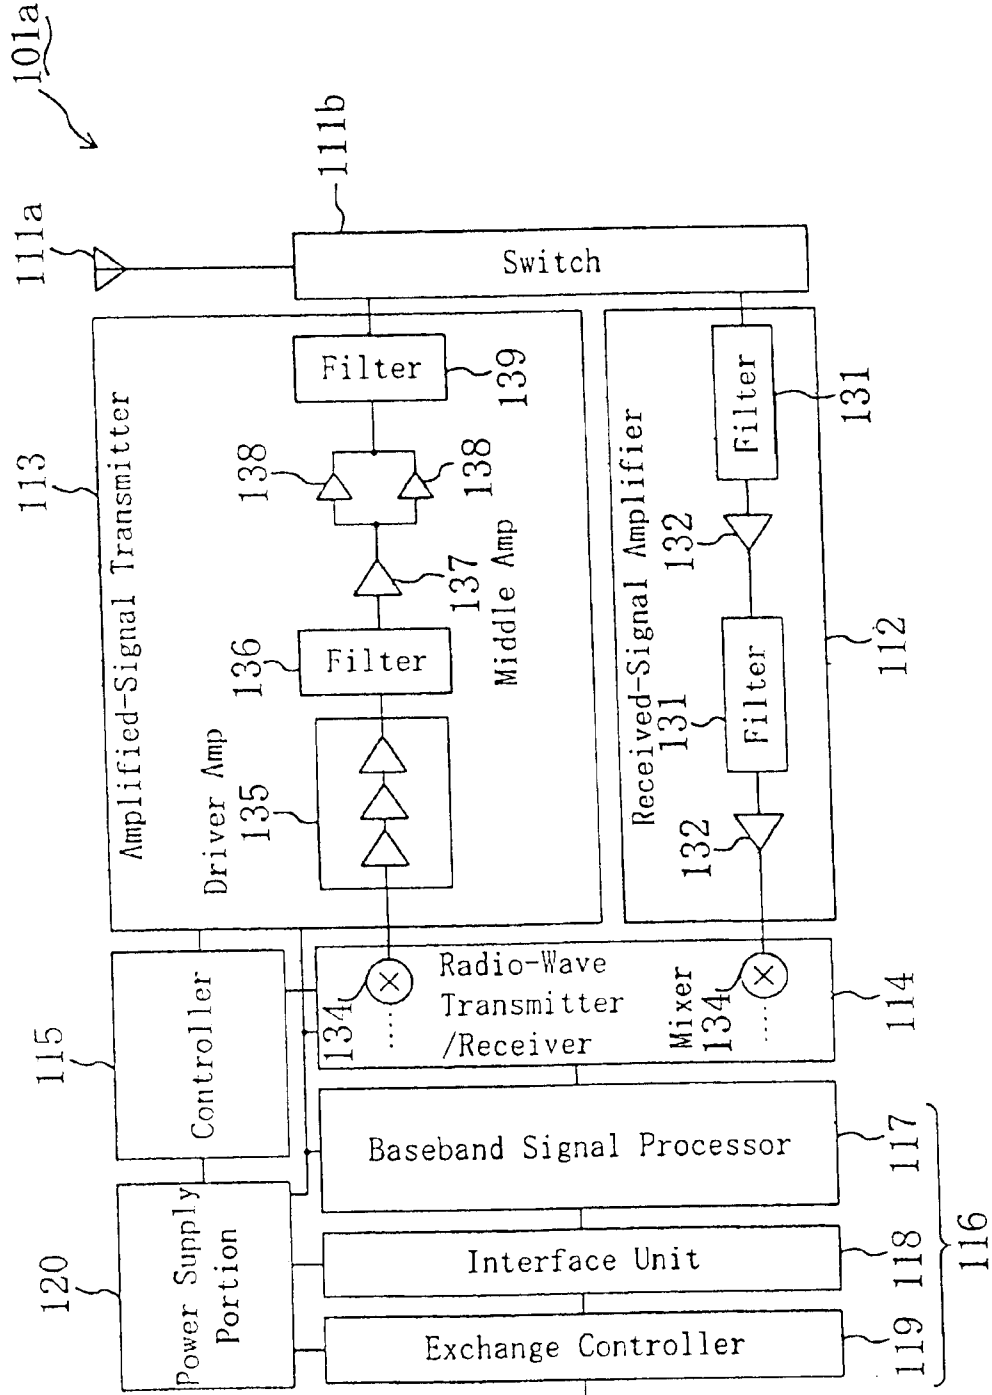 101a
111a
111b
Switch
113
Amplified-Signal Transmitter
Driver Amp
135
136
Filter
137
Middle Amp
138
138
Filter
139
Received-Signal Amplifier
112
Filter
131
132
Filter
131
132
115
Controller
134
Radio-Wave
Transmitter
/Receiver
Mixer
134
114
120
Power Supply
Portion
Baseband Signal Processor
117
Interface Unit
118
Exchange Controller
119
116